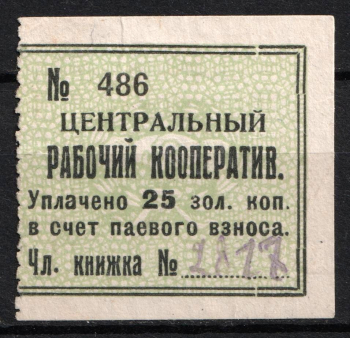 № 486
ЦЕНТРАЛЬНЫЙ
РАБОЧИЙ КООПЕРАТИВ.
Уплачено 25 зол. коп.
в счет паевого взноса.
Чл. книжка №